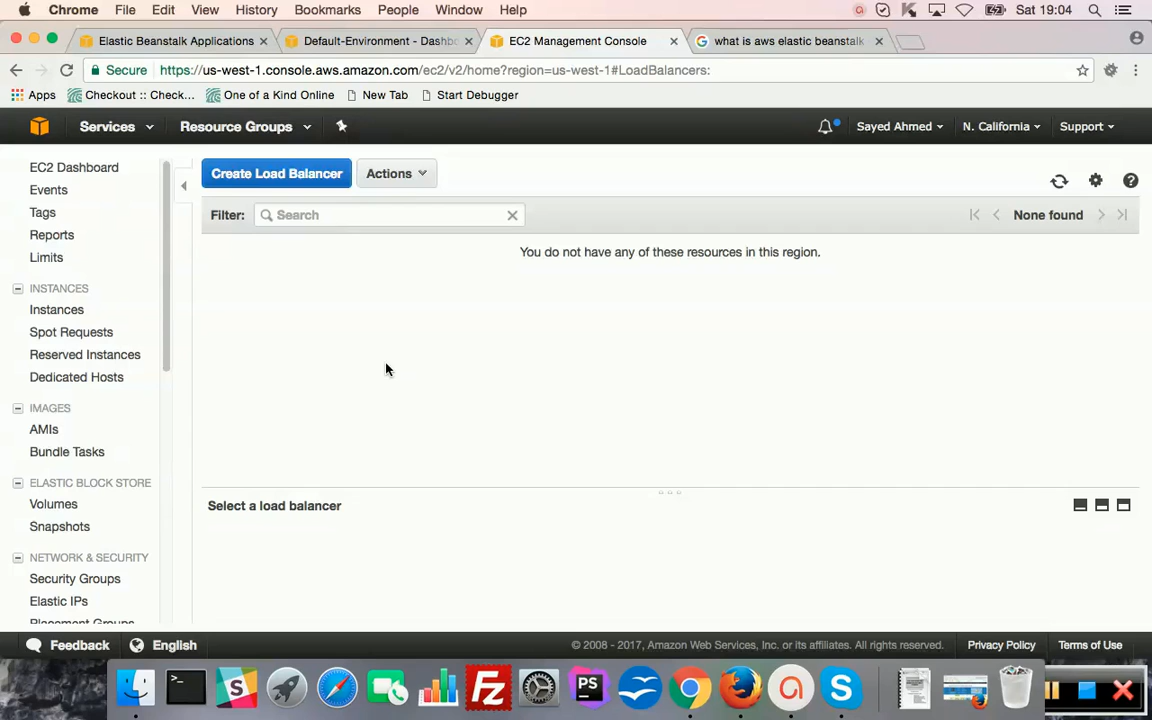 Chrome File Edit View History Bookmarks People Window Help Sat 19:04
Elastic Beanstalk Applications Default-Environment - Dashbo EC2 Management Console what is aws elastic beanstalk
Secure https://us-west-1.console.aws.amazon.com/ec2/v2/home?region=us-west-1#LoadBalancers:
Apps Checkout :: Check... One of a Kind Online New Tab Start Debugger
Services Resource Groups Sayed Ahmed N. California Support
EC2 Dashboard
Events
Tags
Reports
Limits
INSTANCES
Instances
Spot Requests
Reserved Instances
Dedicated Hosts
IMAGES
AMIs
Bundle Tasks
ELASTIC BLOCK STORE
Volumes
Snapshots
NETWORK & SECURITY
Security Groups
Elastic IPs
Placement Groups
Create Load Balancer Actions
Filter: Search None found
You do not have any of these resources in this region.
Select a load balancer
Feedback English © 2008 - 2017, Amazon Web Services, Inc. or its affiliates. All rights reserved. Privacy Policy Terms of Use
>_ S FZ PS a S